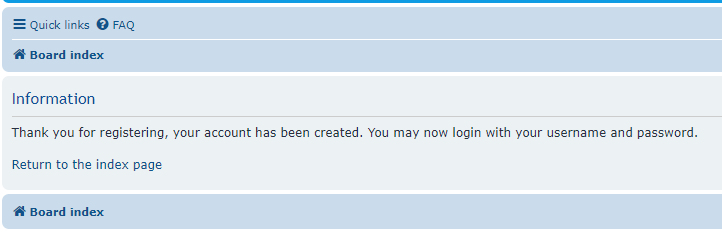 Quick links FAQ
Board index
Information
Thank you for registering, your account has been created. You may now login with your username and password.
Return to the index page
Board index